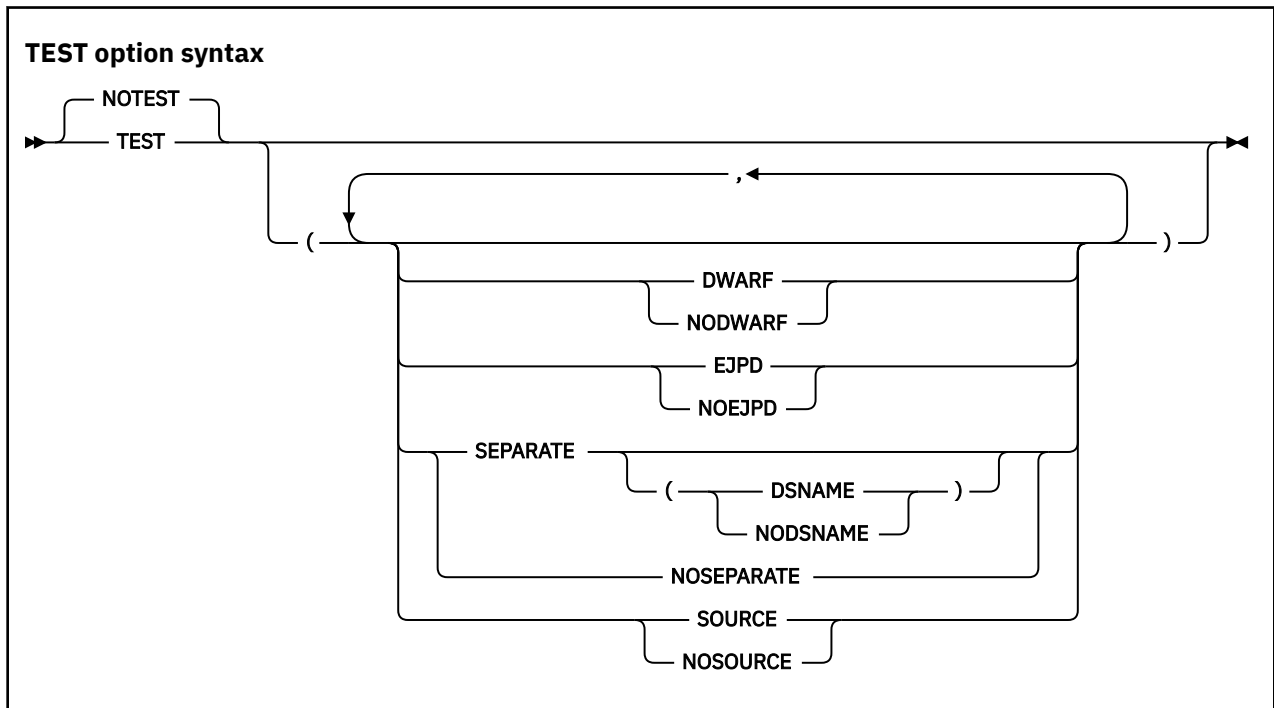 TEST option syntax
NOTEST
TEST
,
( )
DWARF
NODWARF
EJPD
NOEJPD
SEPARATE
( DSNAME )
NODSNAME
NOSEPARATE
SOURCE
NOSOURCE